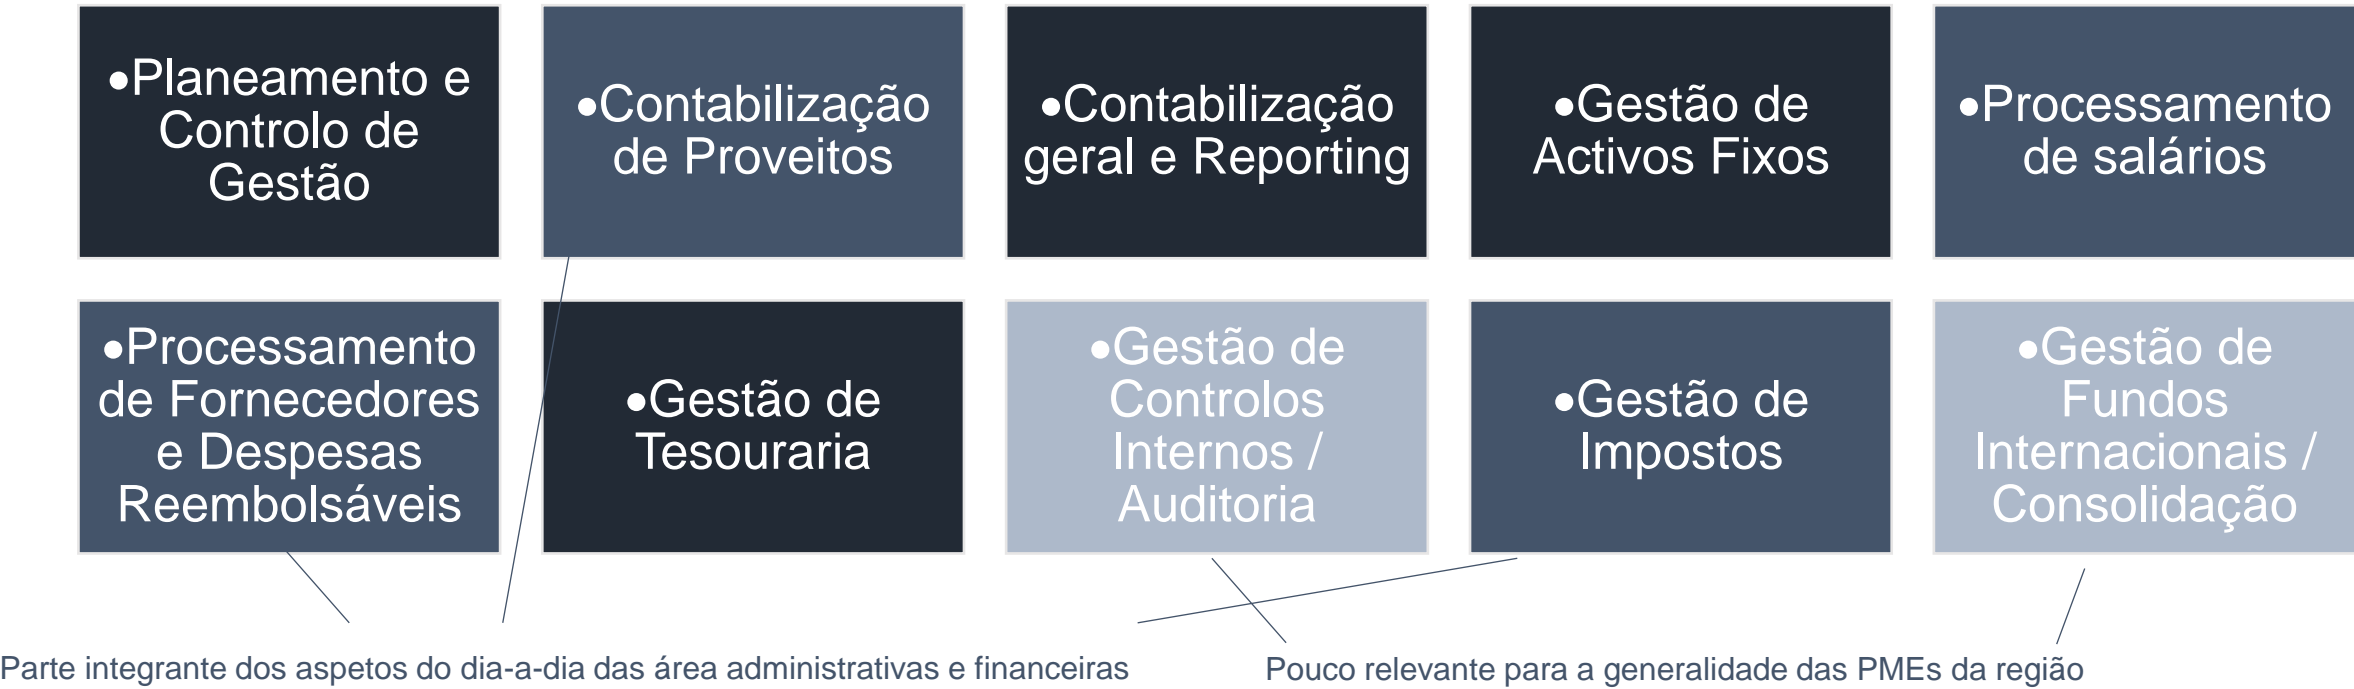 •Planeamento e
Controlo de
Gestão
•Contabilização
de Proveitos
•Contabilização
geral e Reporting
•Gestão de
Activos Fixos
•Processamento
de salários
•Processamento
de Fornecedores
e Despesas
Reembolsáveis
•Gestão de
Tesouraria
•Gestão de
Controlos
Internos /
Auditoria
•Gestão de
Impostos
•Gestão de
Fundos
Internacionais /
Consolidação
Parte integrante dos aspetos do dia-a-dia das área administrativas e financeiras
Pouco relevante para a generalidade das PMEs da região